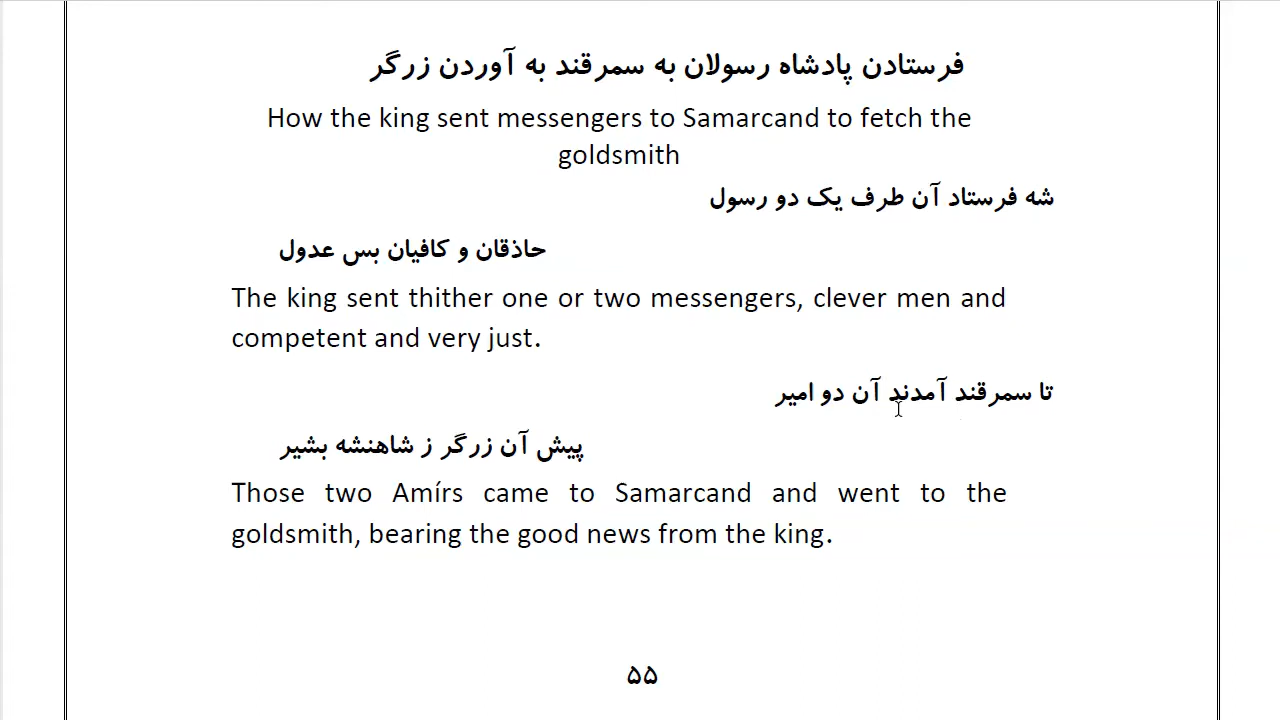 فرستادن پادشاه رسولان به سمرقند به آوردن زرگر
How the king sent messengers to Samarcand to fetch the
goldsmith
شه فرستاد آن طرف یک دو رسول
حاذقان و کافیان بس عدول
The king sent thither one or two messengers, clever men and
competent and very just.
تا سمرقند آمدند آن دو امیر
پیش آن زرگر ز شاهنشه بشیر
Those two Amírs came to Samarcand and went to the
goldsmith, bearing the good news from the king.
۵۵